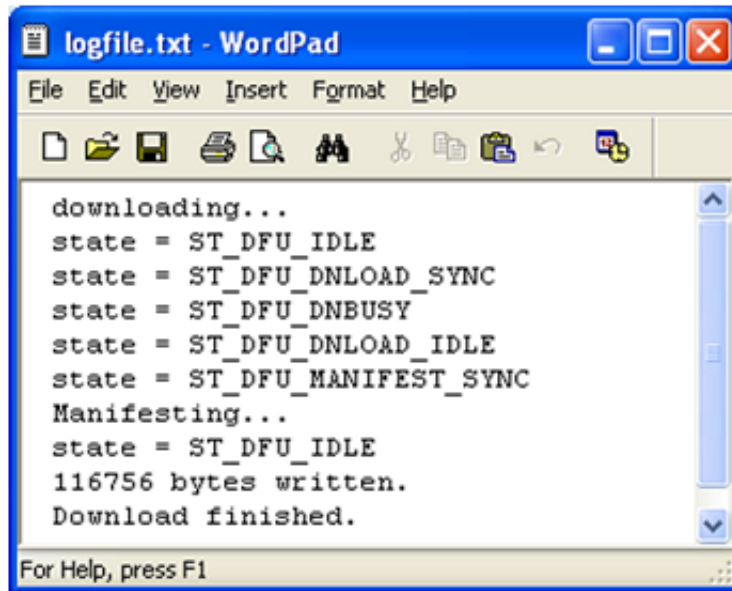 logfile.txt - WordPad
File Edit View Insert Format Help
downloading...
state = ST_DFU_IDLE
state = ST_DFU_DNLOAD_SYNC
state = ST_DFU_DNBUSY
state = ST_DFU_DNLOAD_IDLE
state = ST_DFU_MANIFEST_SYNC
Manifesting...
state = ST_DFU_IDLE
116756 bytes written.
Download finished.
For Help, press F1